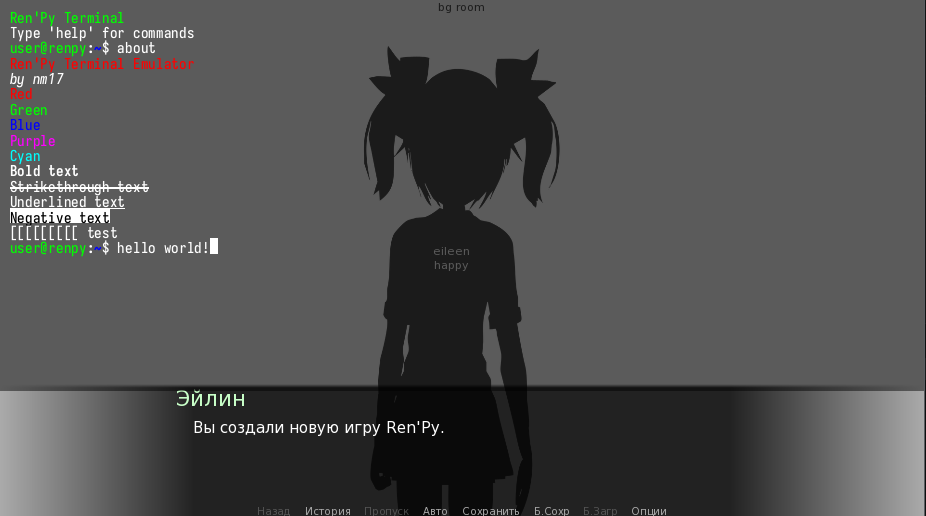 bg room
Ren'Py Terminal
Type 'help' for commands
user@renpy:~$ about
Ren'Py Terminal Emulator
by nm17
Red
Green
Blue
Purple
Cyan
Bold text
Strikethrough text
Underlined text
Negative text
[[[[[[[[[ test
user@renpy:~$ hello world!
eileen
happy
Эйлин
Вы создали новую игру Ren'Py.
Назад История Пропуск Авто Сохранить Б.Сохр Б.Загр Опции